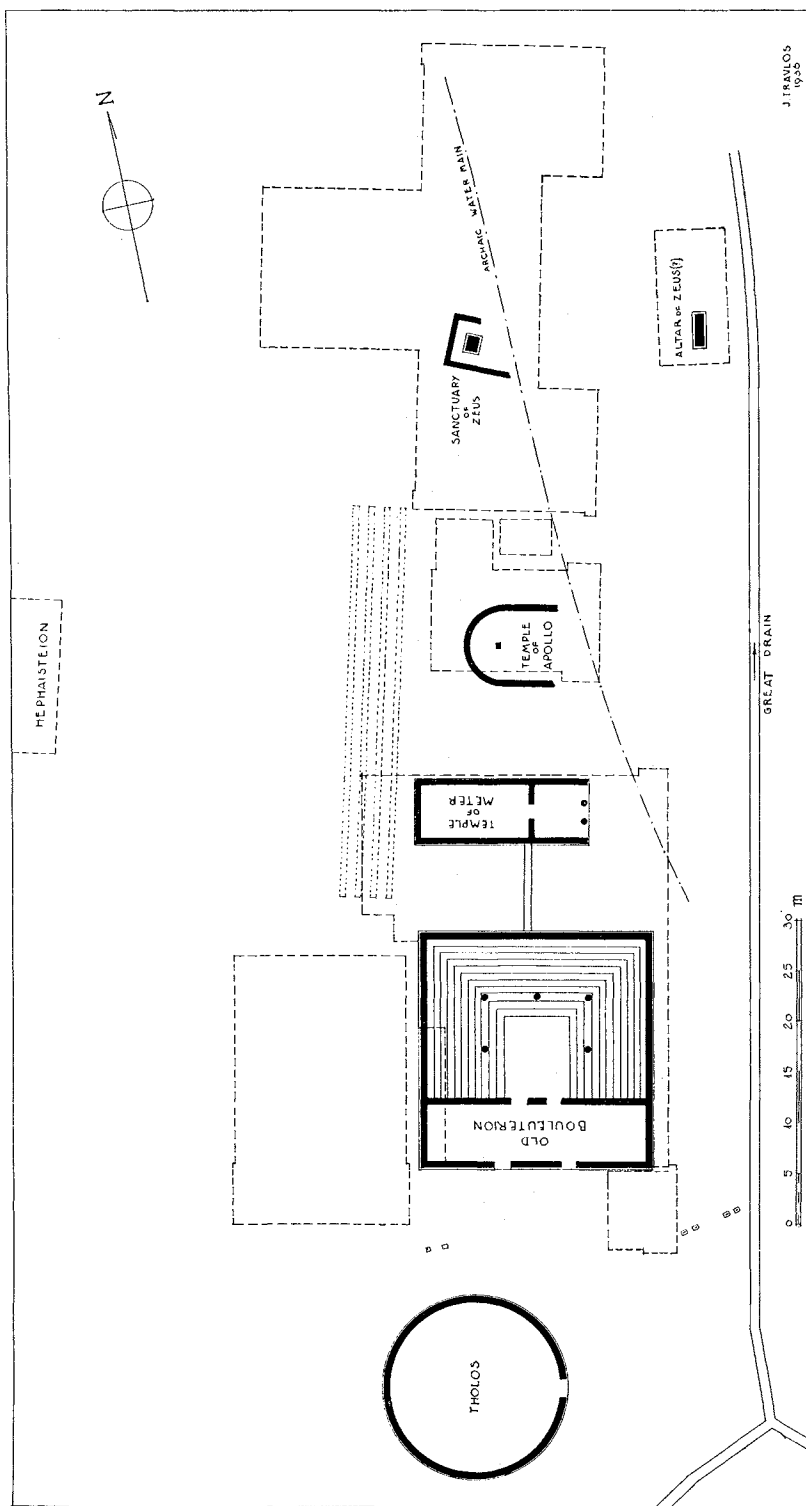 J. TRAVLOS
1936
N
ARCHAIC WATER MAIN
ALTAR OF ZEUS(?)
SANCTUARY
OF
ZEUS
HEPHAISTEION
TEMPLE
OF
APOLLO
GREAT DRAIN
TEMPLE
OF
METER
OLD
BOULEUTERION
0 5 10 15 20 25 30 m
THOLOS